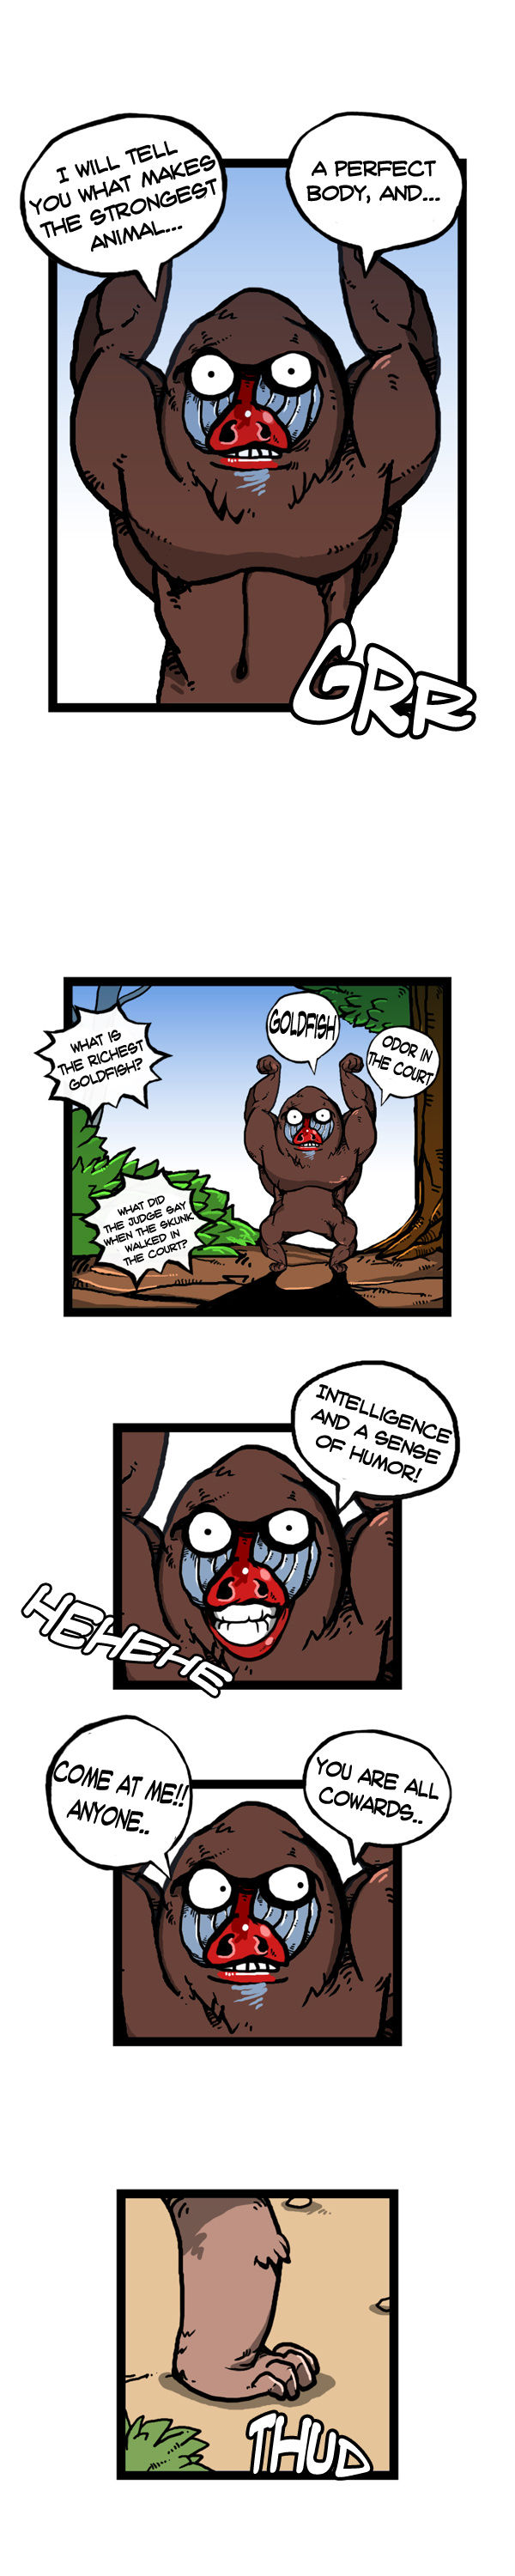 I WILL TELL
YOU WHAT MAKES
THE STRONGEST
ANIMAL...
A PERFECT
BODY, AND...
GRR
WHAT IS
THE RICHEST
GOLDFISH?
GOLDFISH
ODOR IN
THE COURT
WHAT DID
THE JUDGE SAY
WHEN THE SKUNK
WALKED IN
THE COURT?
INTELLIGENCE
AND A SENSE
OF HUMOR!
HEHEHE
COME AT ME!!
ANYONE..
YOU ARE ALL
COWARDS..
THUD